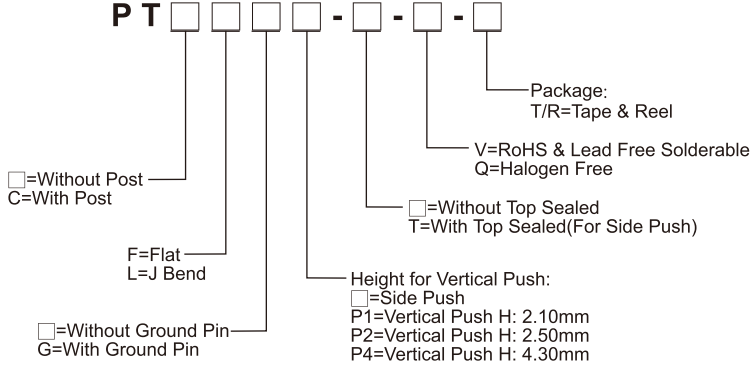 PT□□□□-□-□-□
Package:
T/R=Tape & Reel
V=RoHS & Lead Free Solderable
Q=Halogen Free
□=Without Post
C=With Post
□=Without Top Sealed
T=With Top Sealed(For Side Push)
F=Flat
L=J Bend
Height for Vertical Push:
□=Side Push
P1=Vertical Push H: 2.10mm
P2=Vertical Push H: 2.50mm
P4=Vertical Push H: 4.30mm
□=Without Ground Pin
G=With Ground Pin